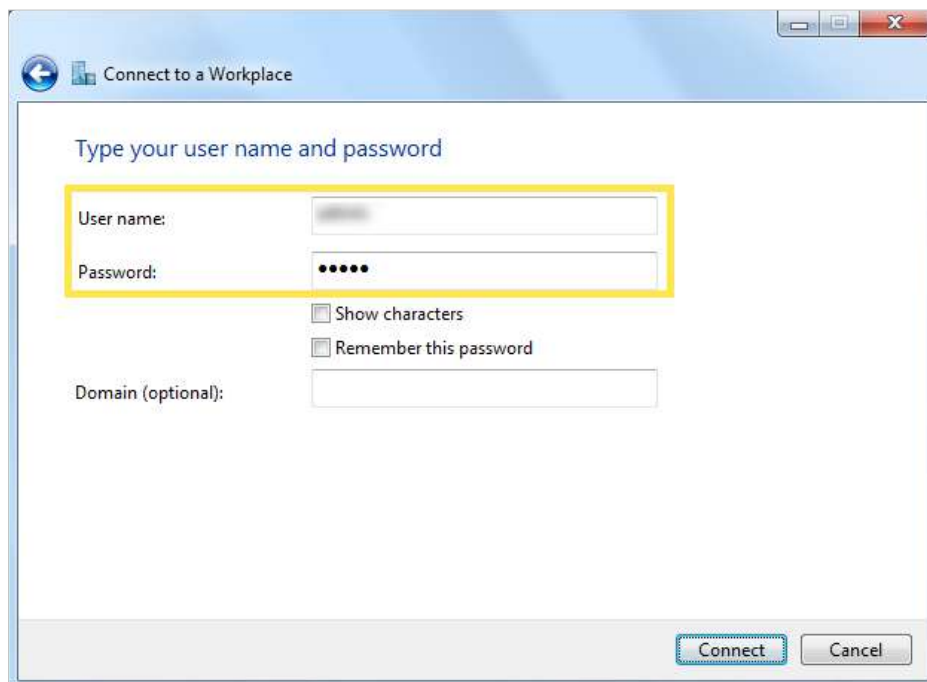 Connect to a Workplace
Type your user name and password
User name:
Password: •••••
Show characters
Remember this password
Domain (optional):
Connect Cancel